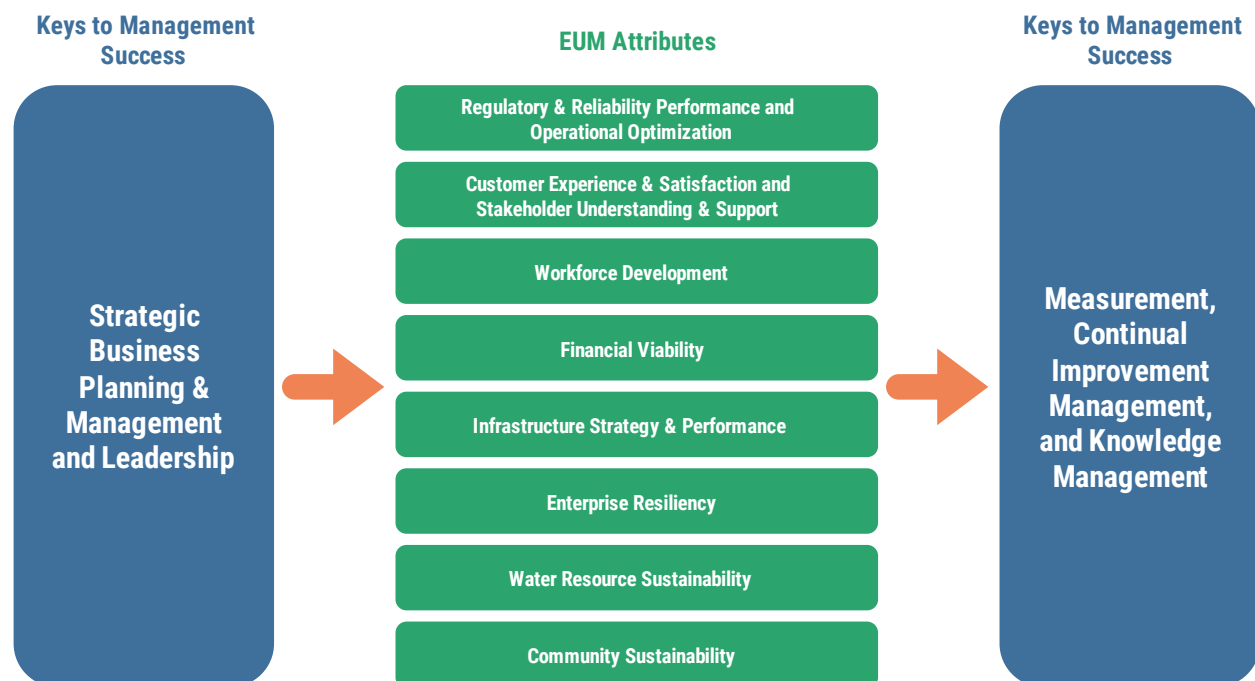 Keys to Management
Success
Strategic
Business
Planning &
Management
and Leadership
EUM Attributes
Regulatory & Reliability Performance and
Operational Optimization
Customer Experience & Satisfaction and
Stakeholder Understanding & Support
Workforce Development
Financial Viability
Infrastructure Strategy & Performance
Enterprise Resiliency
Water Resource Sustainability
Community Sustainability
Keys to Management
Success
Measurement,
Continual
Improvement
Management,
and Knowledge
Management